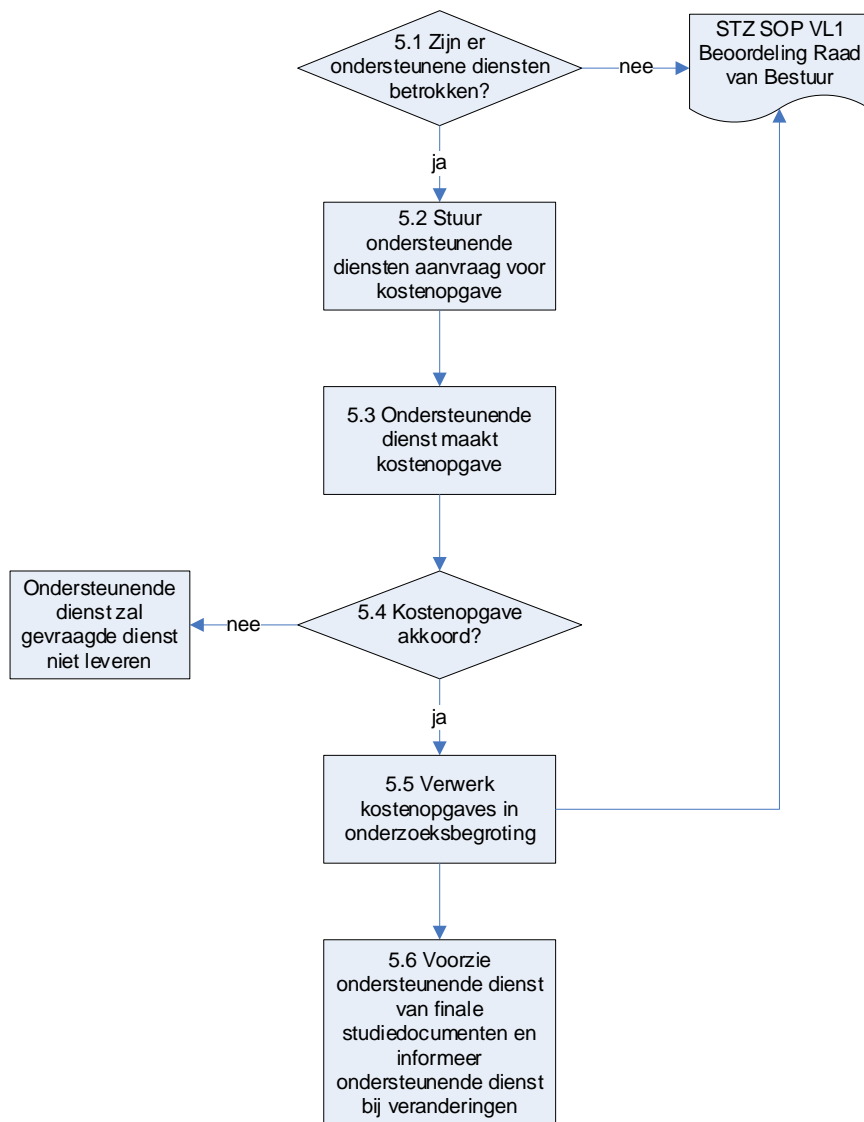 5.1 Zijn er
ondersteunene diensten
betrokken?
nee
STZ SOP VL1
Beoordeling Raad
van Bestuur
ja
5.2 Stuur
ondersteunende
diensten aanvraag voor
kostenopgave
5.3 Ondersteunende
dienst maakt
kostenopgave
5.4 Kostenopgave
akkoord?
nee
Ondersteunende
dienst zal
gevraagde dienst
niet leveren
ja
5.5 Verwerk
kostenopgaves in
onderzoeksbegroting
5.6 Voorzie
ondersteunende dienst
van finale
studiedocumenten en
informeer
ondersteunende dienst
bij veranderingen